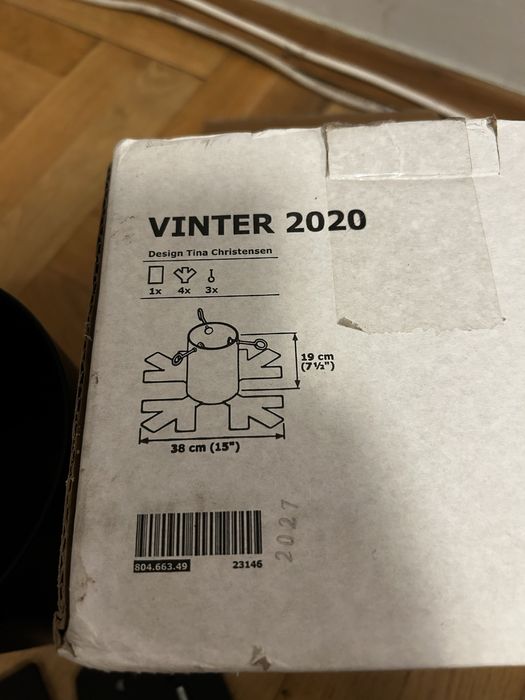 VINTER 2020
Design Tina Christensen
1x 4x 3x
19 cm
(7½")
38 cm (15")
804.663.49 23146
2027